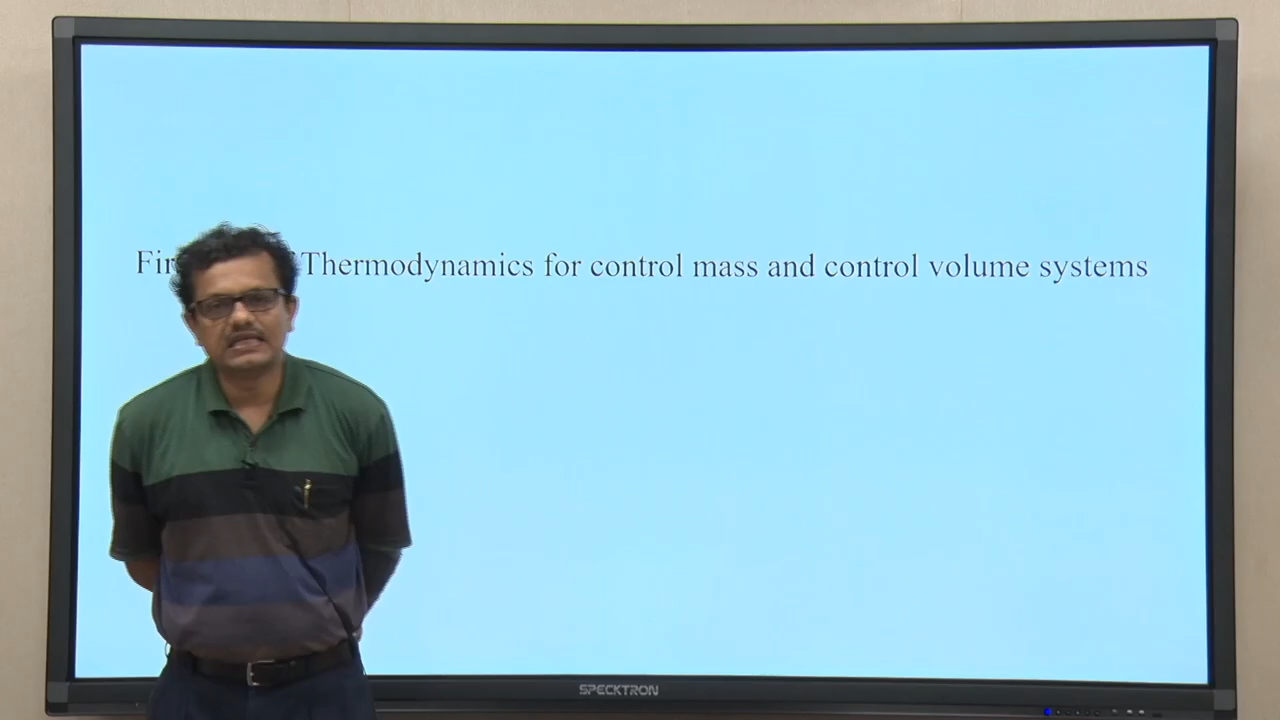 Fir Thermodynamics for control mass and control volume systems
SPECKTRON